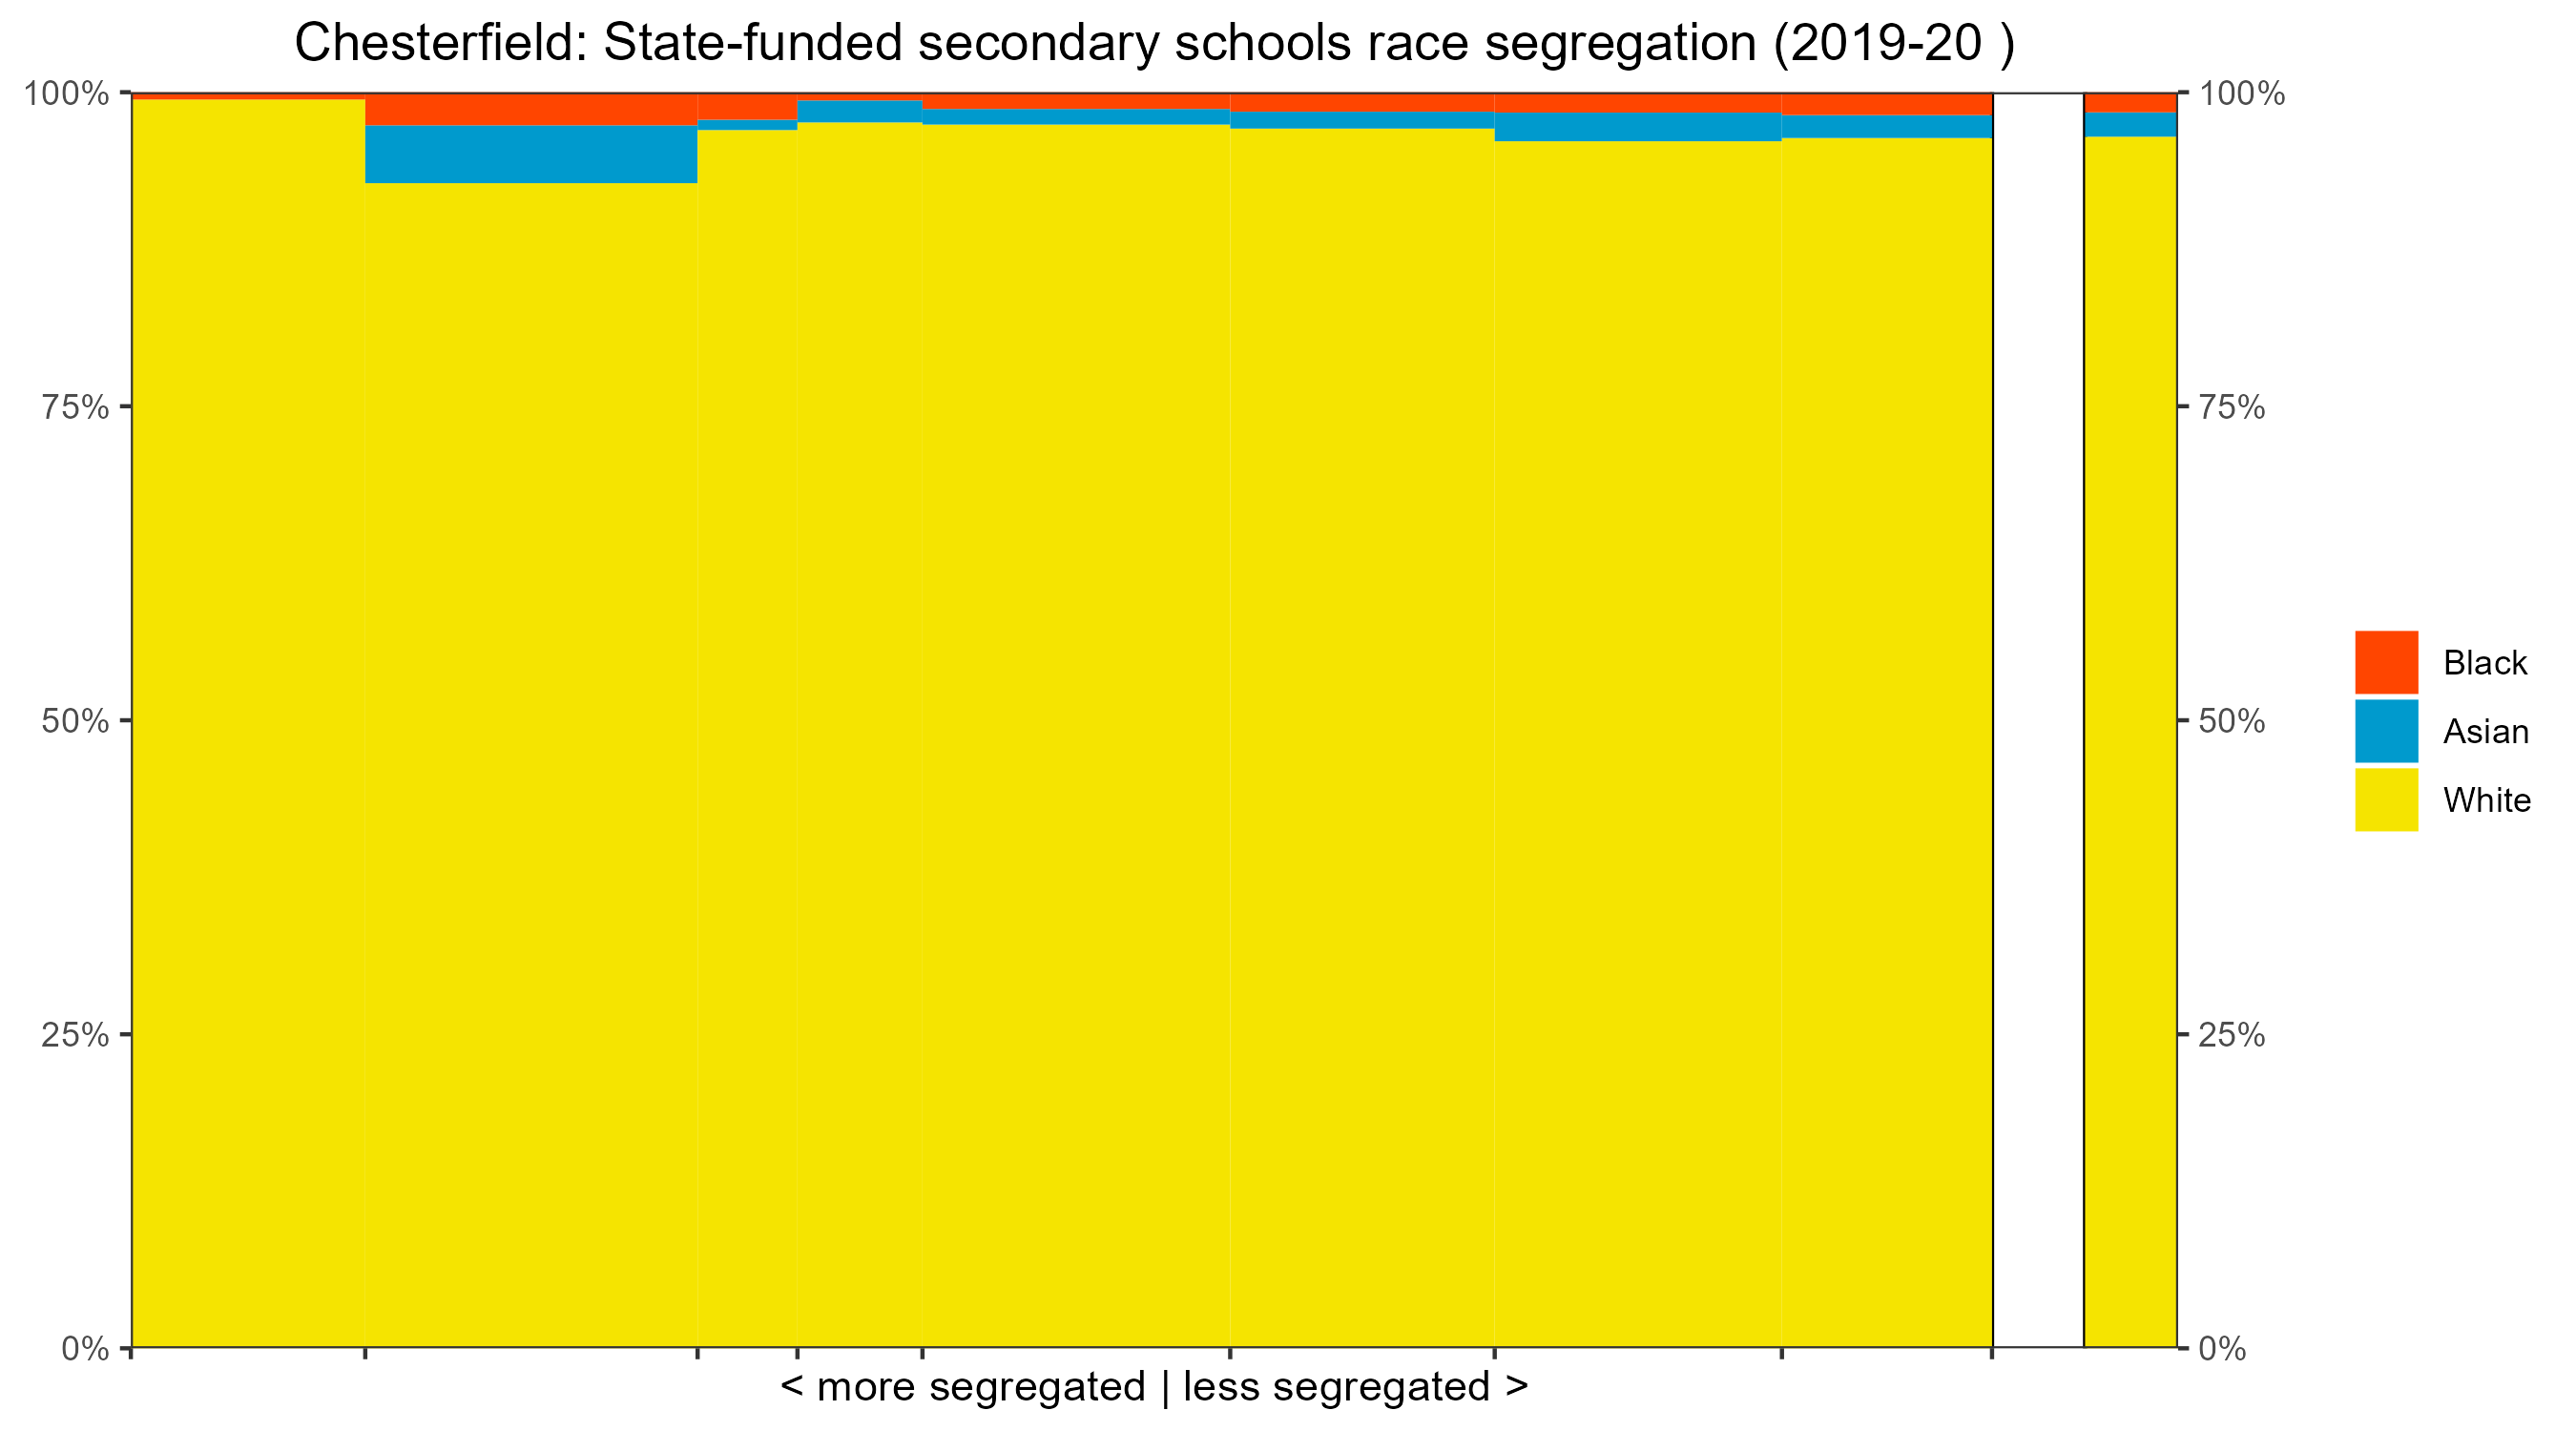 Chesterfield: State-funded secondary schools race segregation (2019-20 )
100%
75%
50%
25%
0%
100%
75%
50%
25%
0%
Black
Asian
White
< more segregated | less segregated >